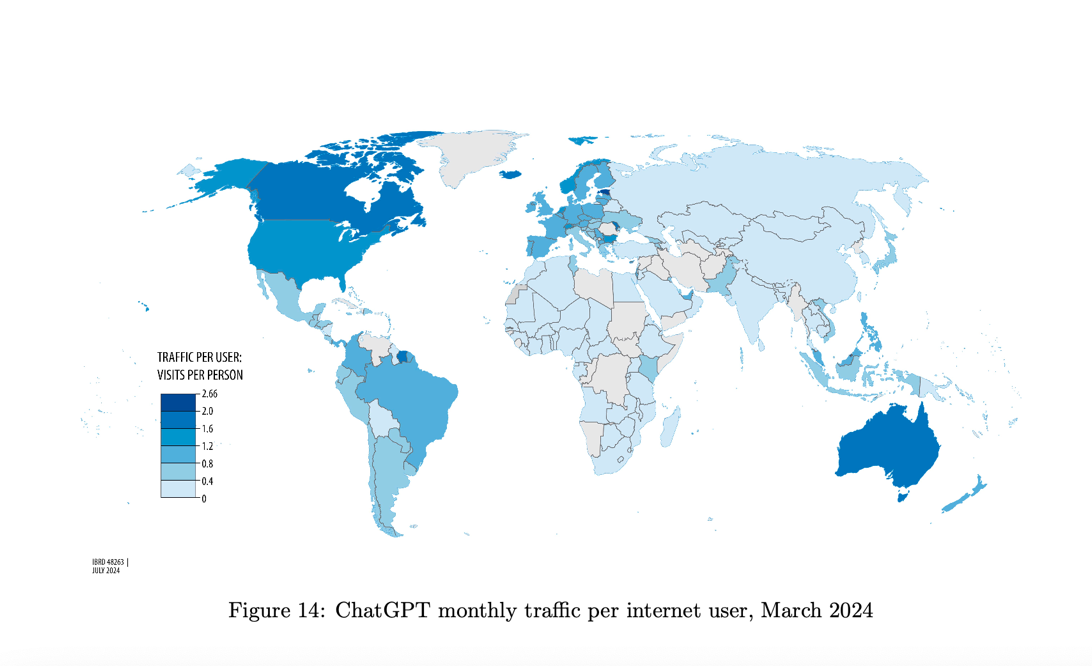 TRAFFIC PER USER:
VISITS PER PERSON
2.66
2.0
1.6
1.2
0.8
0.4
0
IBRD 48263 |
JULY 2024
Figure 14: ChatGPT monthly traffic per internet user, March 2024